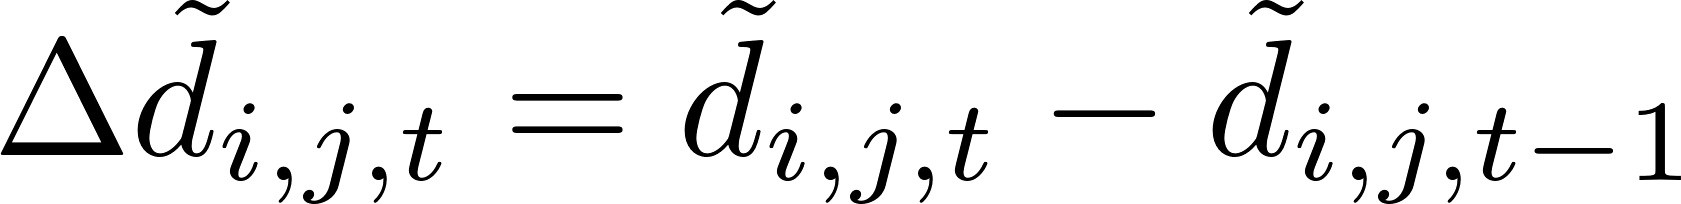 Δd̃_{i,j,t} = d̃_{i,j,t} − d̃_{i,j,t−1}